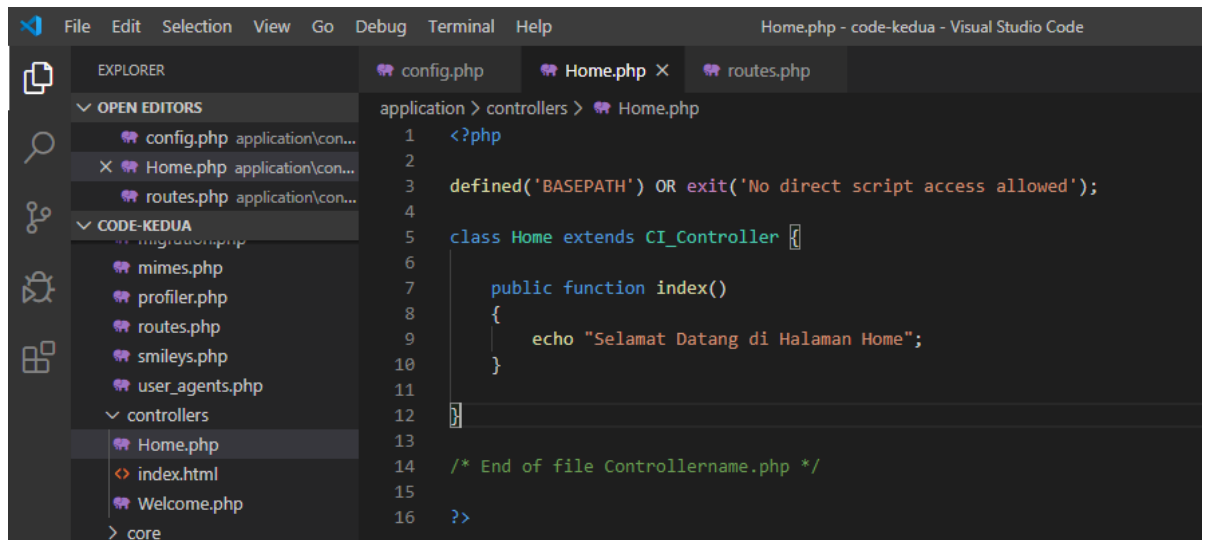 File Edit Selection View Go Debug Terminal Help Home.php - code-kedua - Visual Studio Code
EXPLORER
OPEN EDITORS
config.php application\con...
Home.php application\con...
routes.php application\con...
CODE-KEDUA
migration.php
mimes.php
profiler.php
routes.php
smileys.php
user_agents.php
controllers
Home.php
index.html
Welcome.php
core
config.php Home.php routes.php
application > controllers > Home.php
1 <?php
2
3 defined('BASEPATH') OR exit('No direct script access allowed');
4
5 class Home extends CI_Controller {
6
7 public function index()
8 {
9 echo "Selamat Datang di Halaman Home";
10 }
11
12 }
13
14 /* End of file Controllername.php */
15
16 ?>